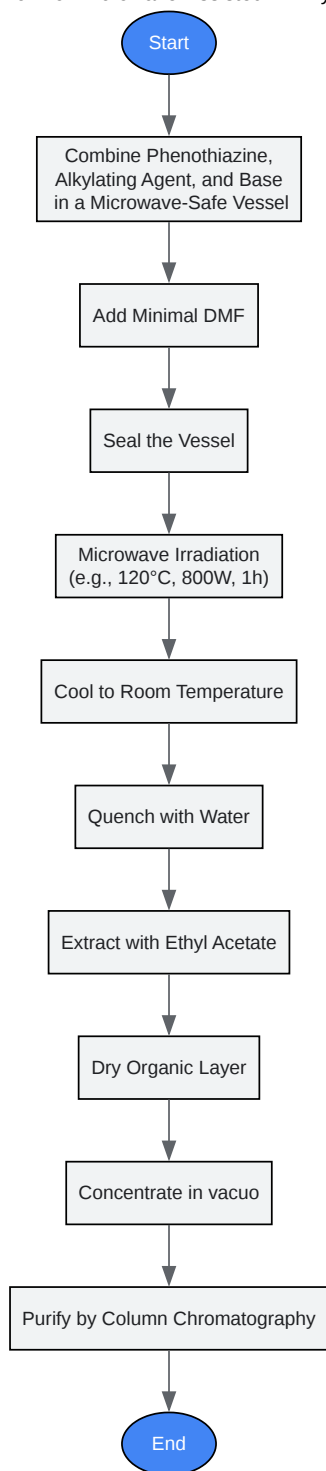 Start
Combine Phenothiazine,
Alkylating Agent, and Base
in a Microwave-Safe Vessel
Add Minimal DMF
Seal the Vessel
Microwave Irradiation
(e.g., 120°C, 800W, 1h)
Cool to Room Temperature
Quench with Water
Extract with Ethyl Acetate
Dry Organic Layer
Concentrate in vacuo
Purify by Column Chromatography
End